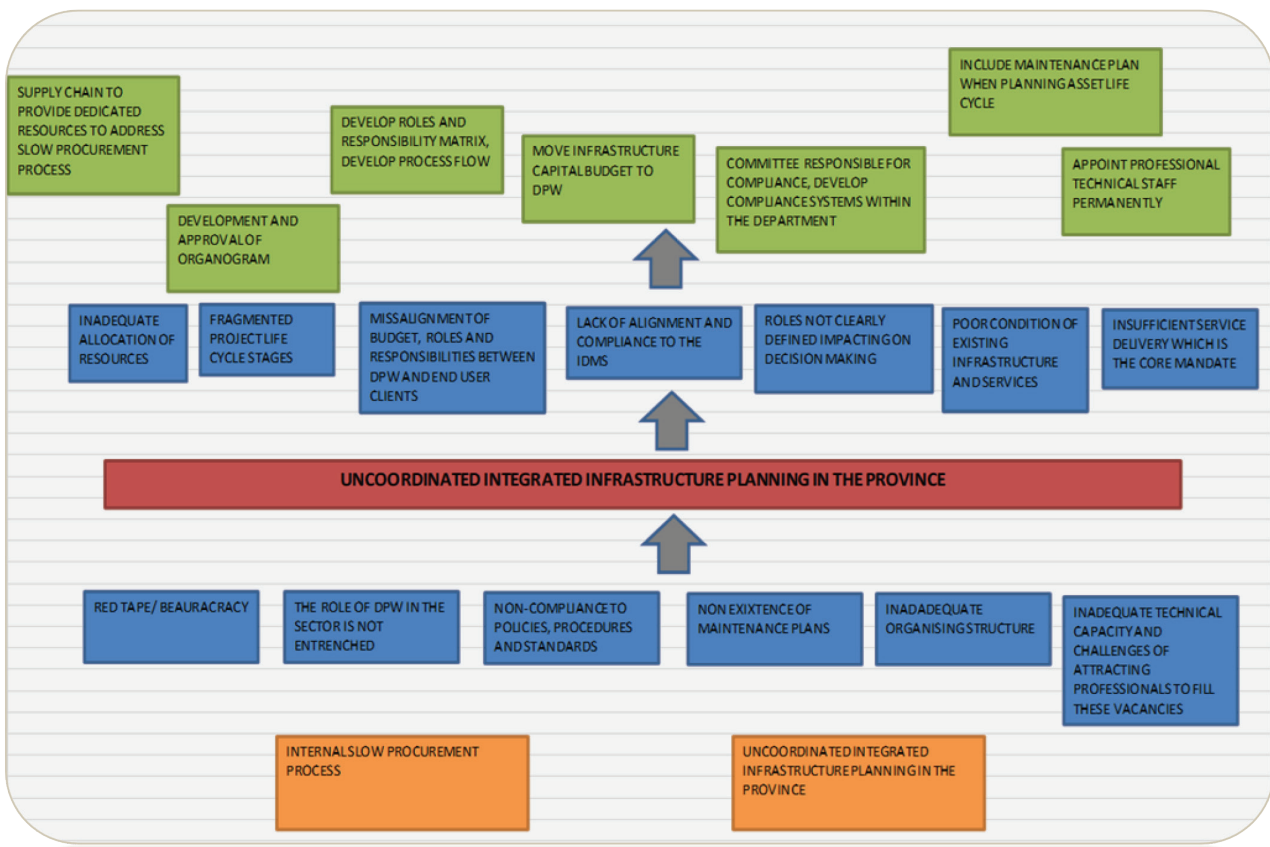 INCLUDE MAINTENANCE PLAN
WHEN PLANNING ASSET LIFE
CYCLE
SUPPLY CHAIN TO
PROVIDE DEDICATED
RESOURCES TO ADDRESS
SLOW PROCUREMENT
PROCESS
DEVELOP ROLES AND
RESPONSIBILITY MATRIX,
DEVELOP PROCESS FLOW
MOVE INFRASTRUCTURE
CAPITAL BUDGET TO
DPW
COMMITTEE RESPONSIBLE FOR
COMPLIANCE, DEVELOP
COMPLIANCE SYSTEMS WITHIN
THE DEPARTMENT
APPOINT PROFESSIONAL
TECHNICAL STAFF
PERMANENTLY
DEVELOPMENT AND
APPROVAL OF
ORGANOGRAM
INADEQUATE
ALLOCATION OF
RESOURCES
FRAGMENTED
PROJECT LIFE
CYCLE STAGES
MISSALIGNMENT OF
BUDGET, ROLES AND
RESPONSIBILITIES BETWEEN
DPW AND END USER
CLIENTS
LACK OF ALIGNMENT AND
COMPLIANCE TO THE
IDMS
ROLES NOT CLEARLY
DEFINED IMPACTING ON
DECISION MAKING
POOR CONDITION OF
EXISTING
INFRASTRUCTURE
AND SERVICES
INSUFFICIENT SERVICE
DELIVERY WHICH IS
THE CORE MANDATE
UNCOORDINATED INTEGRATED INFRASTRUCTURE PLANNING IN THE PROVINCE
RED TAPE/ BEAURACRACY
THE ROLE OF DPW IN THE
SECTOR IS NOT
ENTRENCHED
NON-COMPLIANCE TO
POLICIES, PROCEDURES
AND STANDARDS
NON EXIXTENCE OF
MAINTENANCE PLANS
INADADEQUATE
ORGANISING STRUCTURE
INADEQUATE TECHNICAL
CAPACITY AND
CHALLENGES OF
ATTRACTING
PROFESSIONALS TO FILL
THESE VACANCIES
INTERNAL SLOW PROCUREMENT
PROCESS
UNCOORDINATED INTEGRATED
INFRASTRUCTURE PLANNING IN THE
PROVINCE